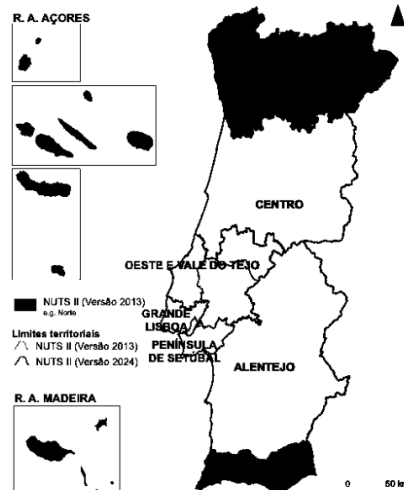 R. A. AÇORES
CENTRO
OESTE E VALE DO TEJO
GRANDE
LISBOA
PENÍNSULA
DE SETÚBAL
ALENTEJO
NUTS II (Versão 2013)
e.g. Norte
Limites territoriais
NUTS II (Versão 2013)
NUTS II (Versão 2024)
R. A. MADEIRA
0 50 km